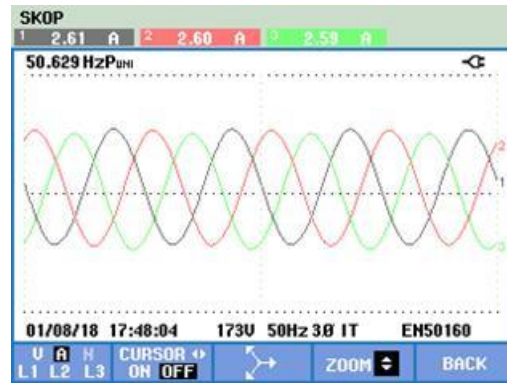 SKOP
1 2.61 A 2 2.60 A 3 2.59 A
50.629 HzPUNI
2
1
3
01/08/18 17:48:04 173V 50Hz 3Ø IT EN50160
V A H CURSOR ZOOM BACK
L1 L2 L3 ON OFF